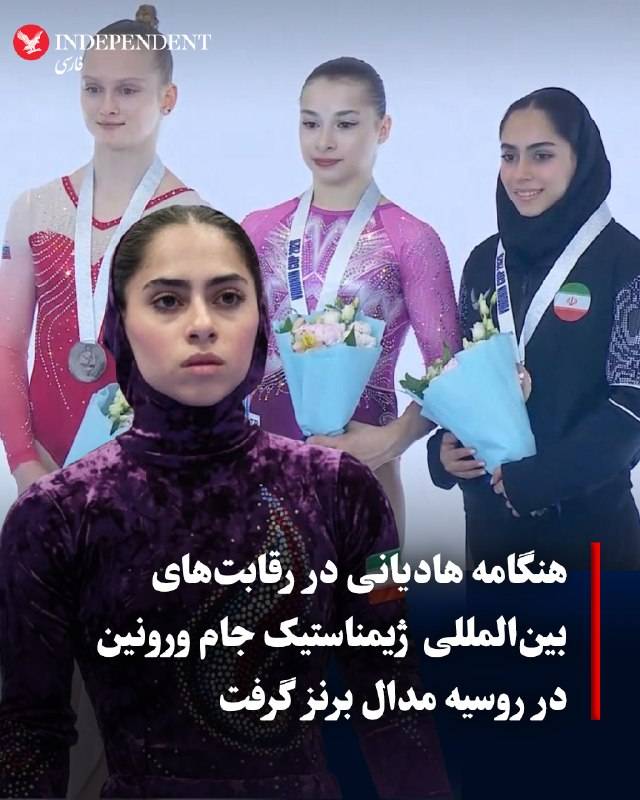 INDEPENDENT
فارسی
هنگامه هادیانی در رقابت‌های
بین‌المللی ژیمناستیک جام ورونین
در روسیه مدال برنز گرفت